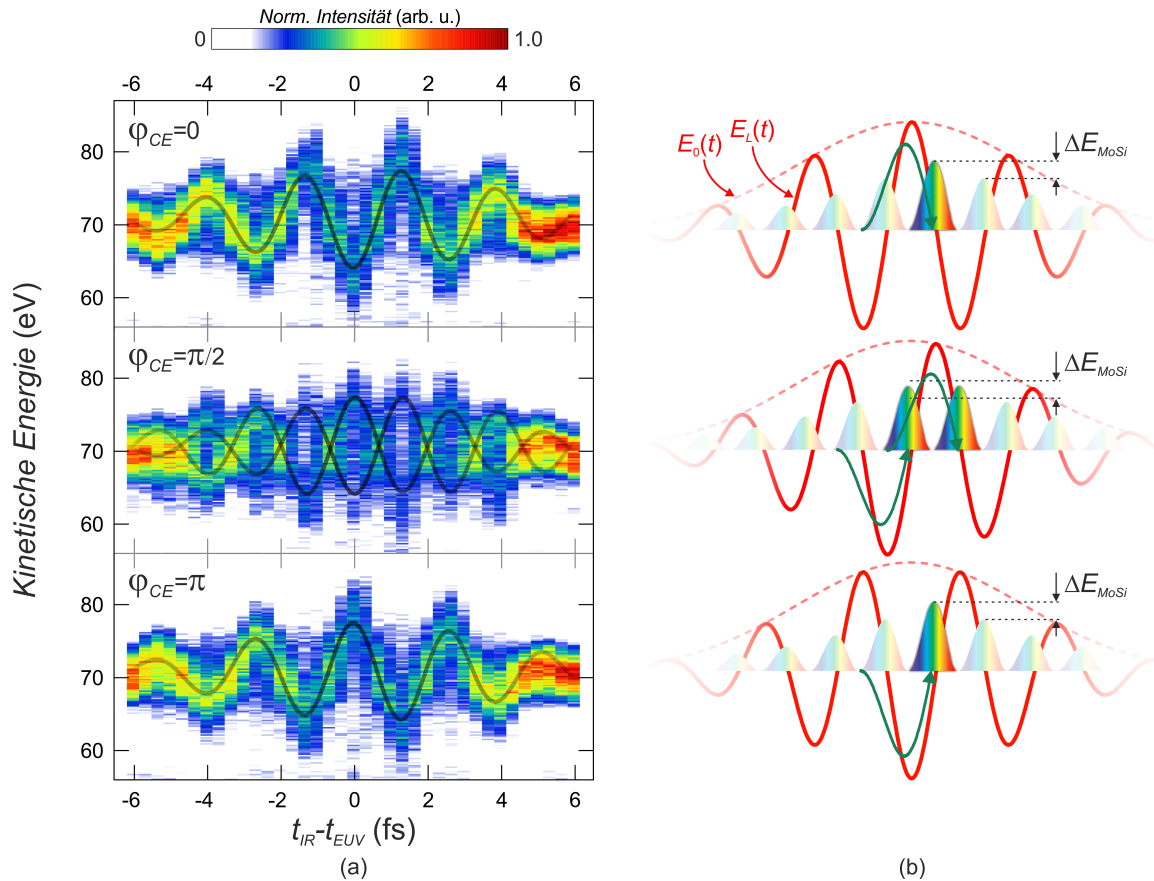 Norm. Intensität (arb. u.)
0 1.0
-6 -4 -2 0 2 4 6
φCE=0
80
70
60
φCE=π/2
80
70
60
φCE=π
80
70
60
Kinetische Energie (eV)
-6 -4 -2 0 2 4 6
tIR-tEUV (fs)
(a)
E0(t)
EL(t)
ΔEMoSi
ΔEMoSi
ΔEMoSi
(b)